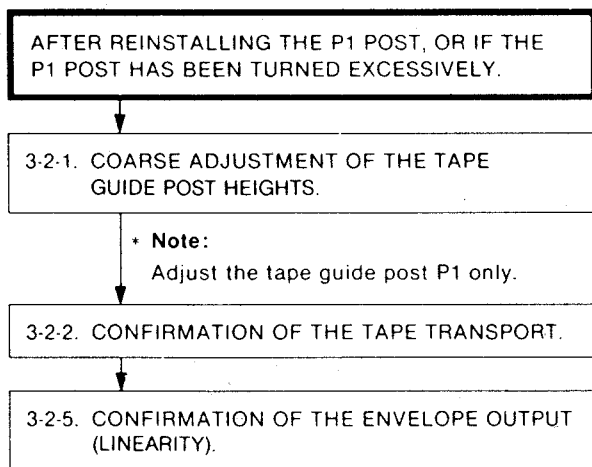 AFTER REINSTALLING THE P1 POST, OR IF THE
P1 POST HAS BEEN TURNED EXCESSIVELY.
3-2-1. COARSE ADJUSTMENT OF THE TAPE
GUIDE POST HEIGHTS.
* Note:
Adjust the tape guide post P1 only.
3-2-2. CONFIRMATION OF THE TAPE TRANSPORT.
3-2-5. CONFIRMATION OF THE ENVELOPE OUTPUT
(LINEARITY).